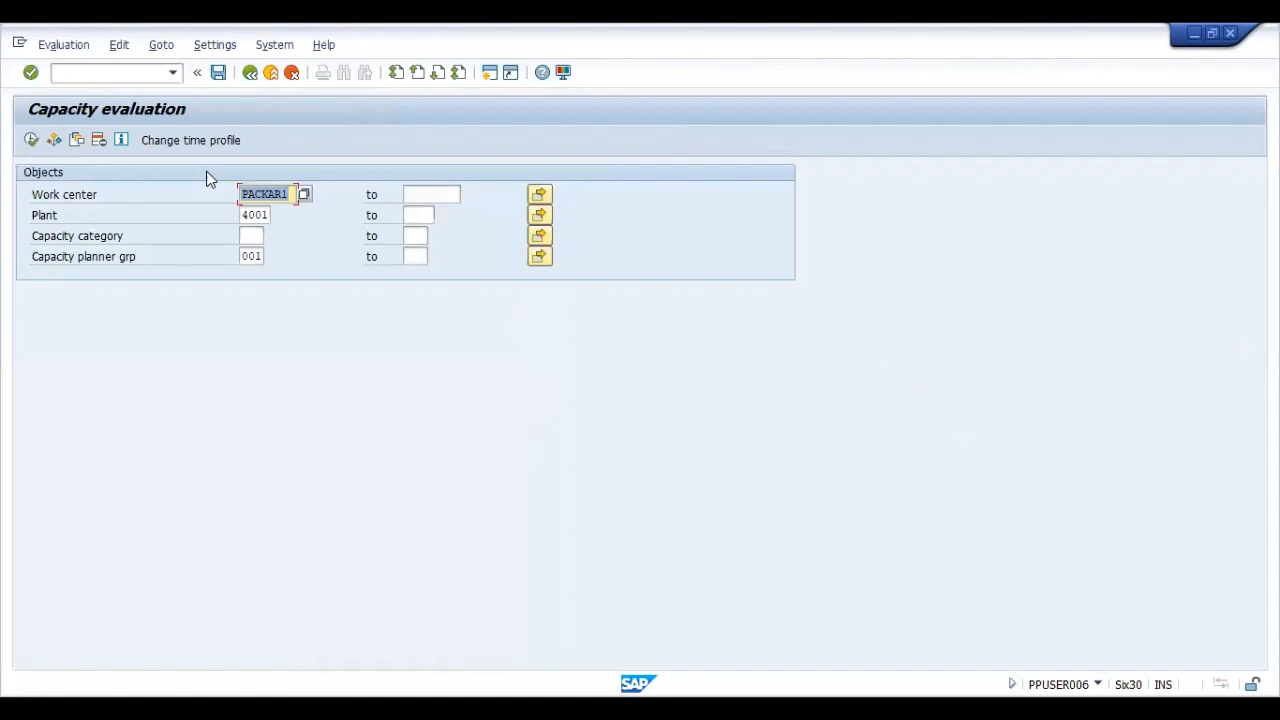 Evaluation Edit Goto Settings System Help
Capacity evaluation
Change time profile
Objects
Work center PACKAR1 to
Plant 4001 to
Capacity category to
Capacity planner grp 001 to
SAP PPUSER006 Six30 INS